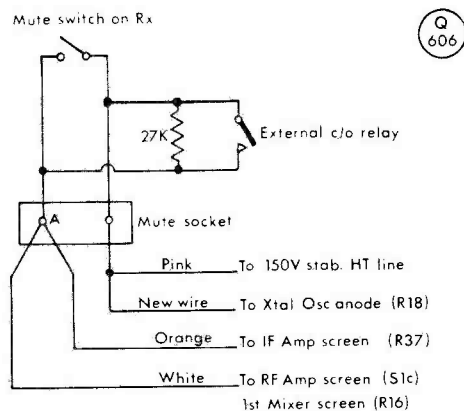 Mute switch on Rx
Q
606
27K
External c/o relay
A
Mute socket
Pink To 150V stab. HT line
New wire To Xtal Osc anode (R18)
Orange To IF Amp screen (R37)
White To RF Amp screen (S1c)
1st Mixer screen (R16)